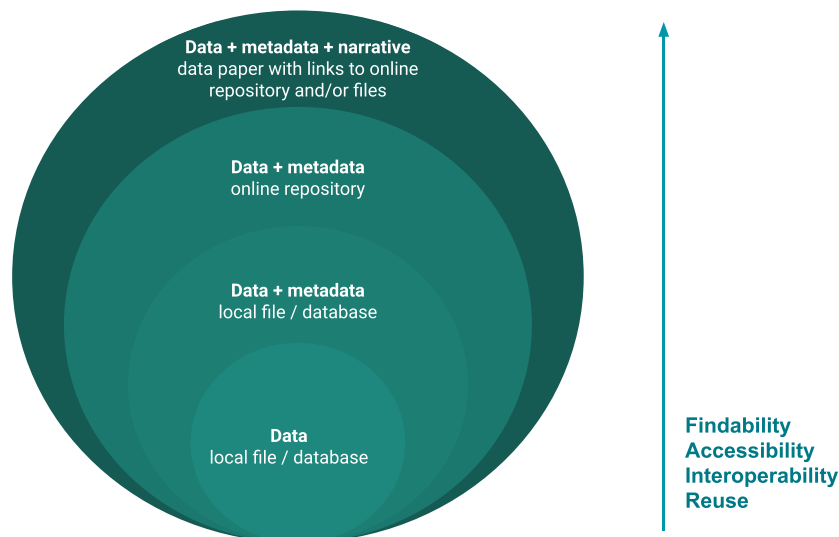 Data + metadata + narrative
data paper with links to online
repository and/or files
Data + metadata
online repository
Data + metadata
local file / database
Data
local file / database
Findability
Accessibility
Interoperability
Reuse